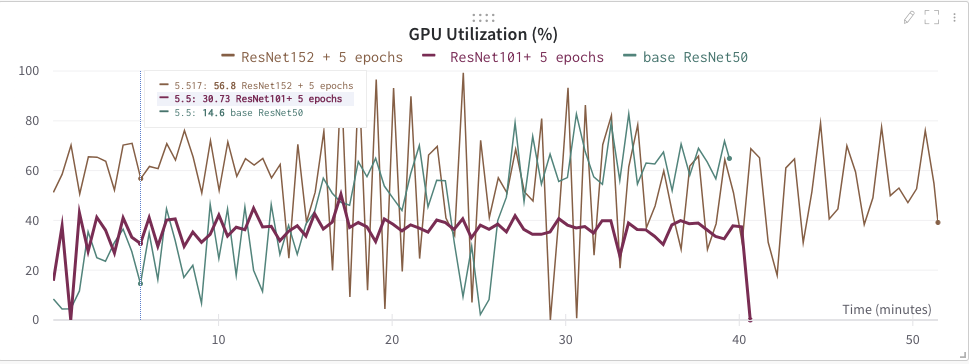 GPU Utilization (%)
ResNet152 + 5 epochs ResNet101+ 5 epochs base ResNet50
100
5.517: 56.8 ResNet152 + 5 epochs
5.5: 30.73 ResNet101+ 5 epochs
5.5: 14.6 base ResNet50
80
60
40
20
Time (minutes)
0
10 20 30 40 50